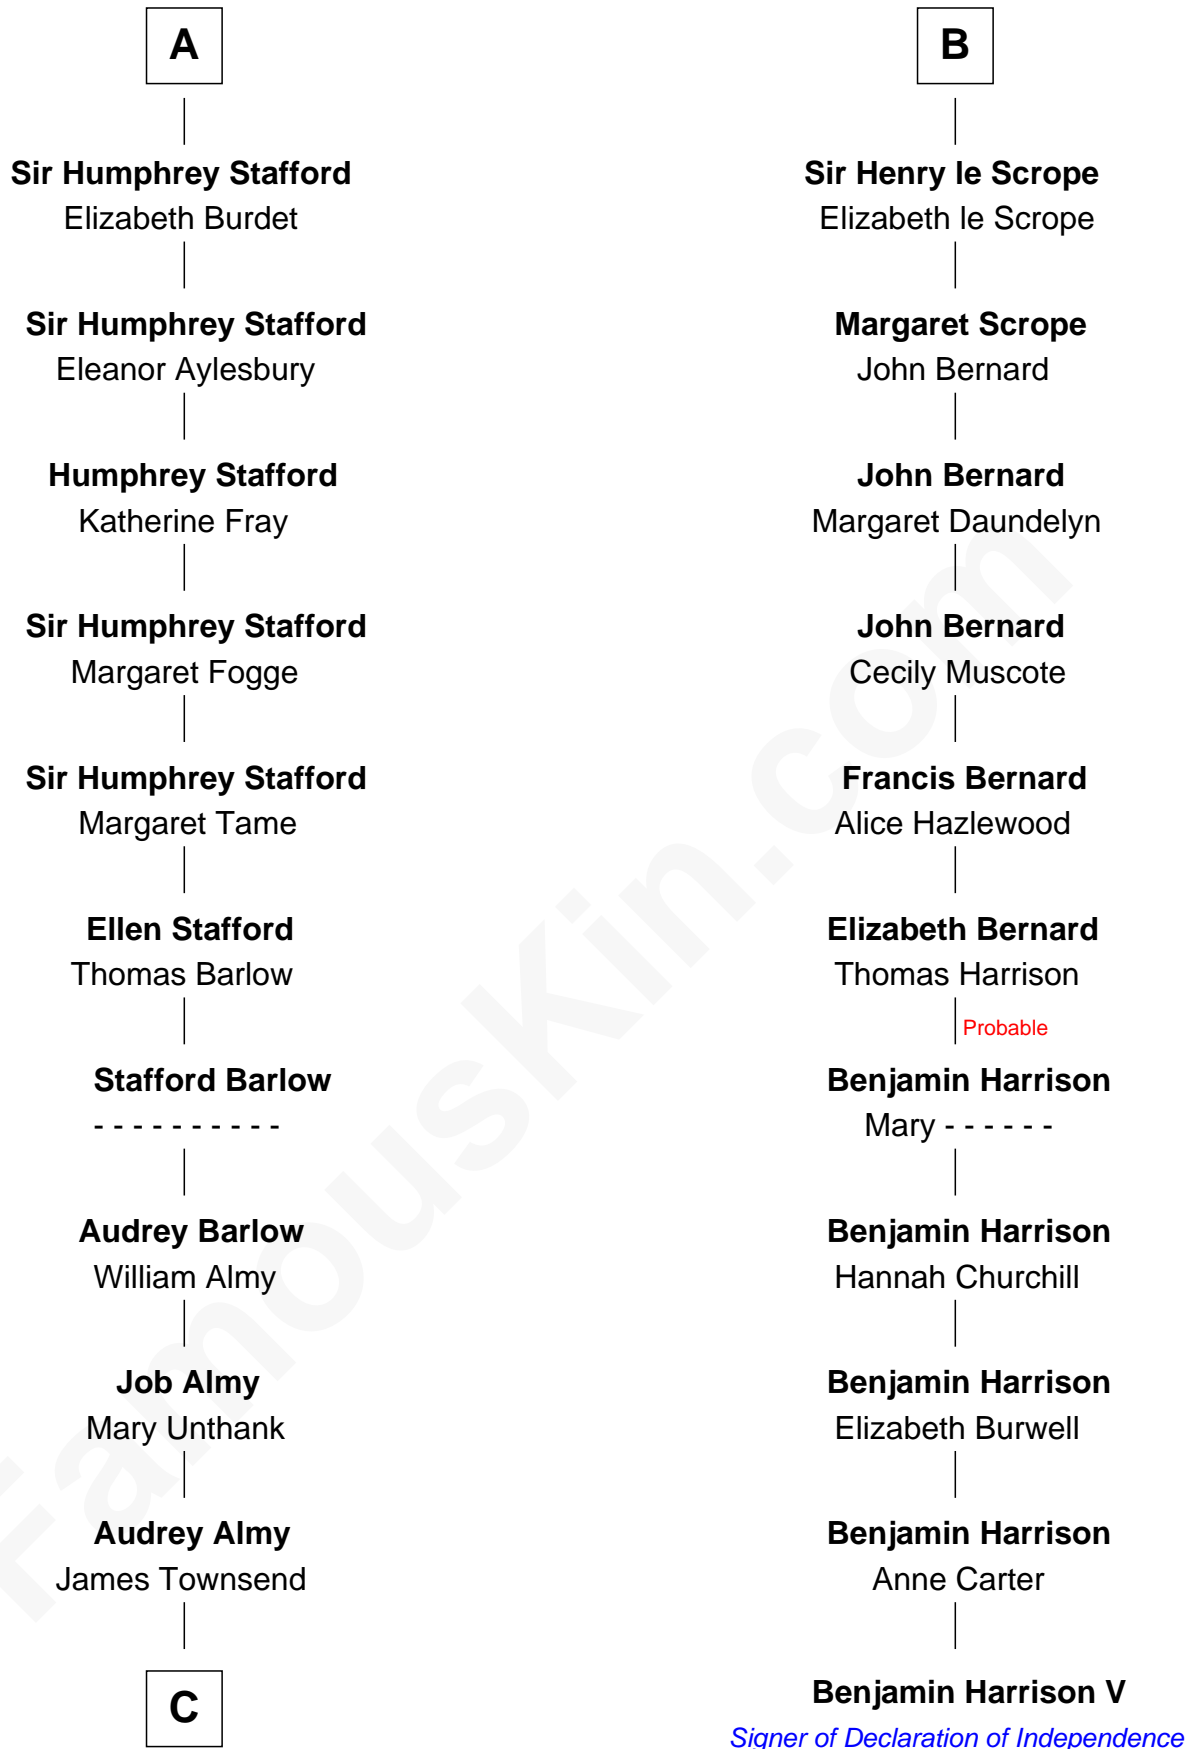 A
Sir Humphrey Stafford
Elizabeth Burdet
Sir Humphrey Stafford
Eleanor Aylesbury
Humphrey Stafford
Katherine Fray
Sir Humphrey Stafford
Margaret Fogge
Sir Humphrey Stafford
Margaret Tame
Ellen Stafford
Thomas Barlow
Stafford Barlow
- - - - - - - - - -
Audrey Barlow
William Almy
Job Almy
Mary Unthank
Audrey Almy
James Townsend
C
B
Sir Henry le Scrope
Elizabeth le Scrope
Margaret Scrope
John Bernard
John Bernard
Margaret Daundelyn
John Bernard
Cecily Muscote
Francis Bernard
Alice Hazlewood
Elizabeth Bernard
Thomas Harrison
Probable
Benjamin Harrison
Mary - - - - - -
Benjamin Harrison
Hannah Churchill
Benjamin Harrison
Elizabeth Burwell
Benjamin Harrison
Anne Carter
Benjamin Harrison V
Signer of Declaration of Independence
FamousKin.com